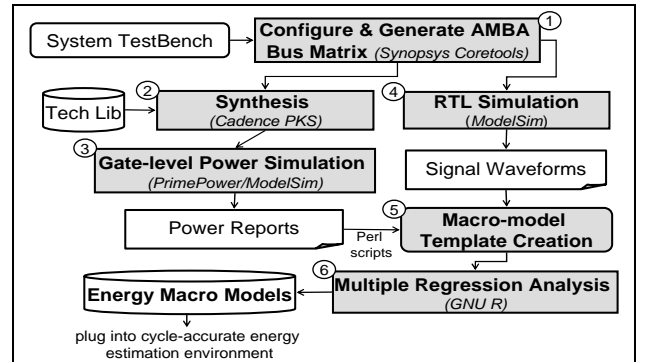 1
System TestBench
Configure & Generate AMBA
Bus Matrix (Synopsys Coretools)
2
Tech Lib
Synthesis
(Cadence PKS)
4
RTL Simulation
(ModelSim)
3
Gate-level Power Simulation
(PrimePower/ModelSim)
Signal Waveforms
Power Reports
Perl
scripts
5
Macro-model
Template Creation
6
Energy Macro Models
Multiple Regression Analysis
(GNU R)
plug into cycle-accurate energy
estimation environment